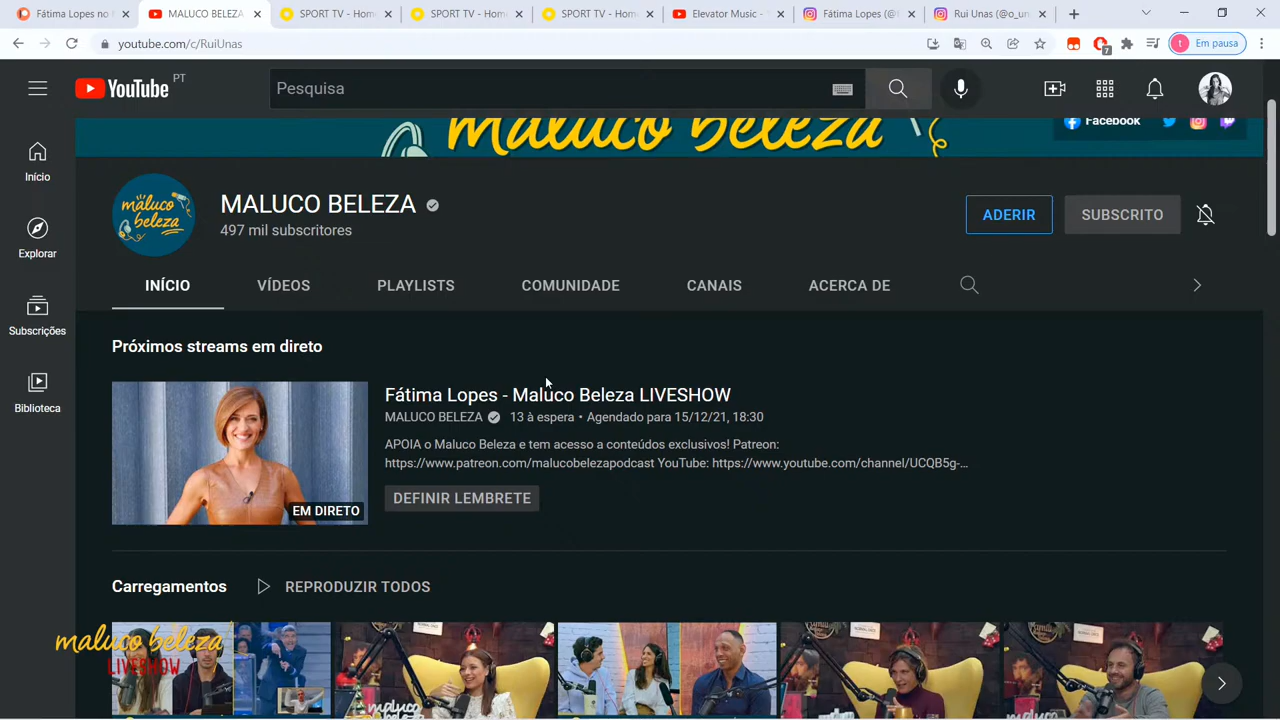 Fátima Lopes no
MALUCO BELEZA
SPORT TV - Hom
SPORT TV - Hom
SPORT TV - Hom
Elevator Music -
Fátima Lopes (@
Rui Unas (@o_un
youtube.com/c/RuiUnas
7
t
Em pausa
YouTube PT
Pesquisa
maluco beleza
Facebook
Início
Explorar
Subscrições
Biblioteca
maluco
beleza
MALUCO BELEZA
497 mil subscritores
ADERIR
SUBSCRITO
INÍCIO
VÍDEOS
PLAYLISTS
COMUNIDADE
CANAIS
ACERCA DE
Próximos streams em direto
EM DIRETO
Fátima Lopes - Maluco Beleza LIVESHOW
MALUCO BELEZA 13 à espera • Agendado para 15/12/21, 18:30
APOIA o Maluco Beleza e tem acesso a conteúdos exclusivos! Patreon:
https://www.patreon.com/malucobelezapodcast YouTube: https://www.youtube.com/channel/UCQB5g-...
DEFINIR LEMBRETE
Carregamentos
REPRODUZIR TODOS
maluco beleza
LIVESHOW